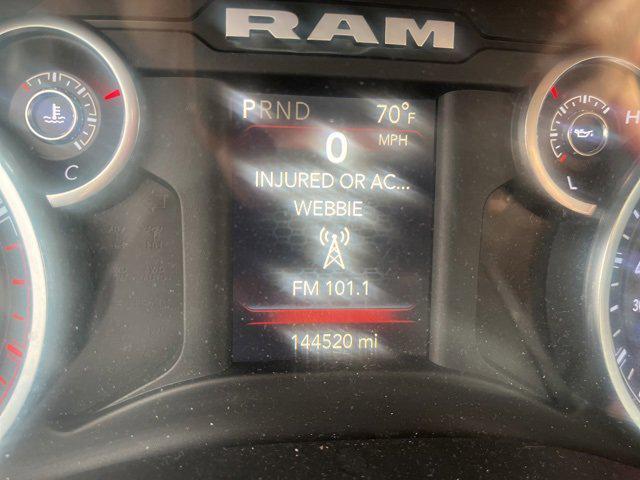 RAM
PRND 70°F
0 MPH
INJURED OR AC...
WEBBIE
FM 101.1
144520 mi
C
H
L